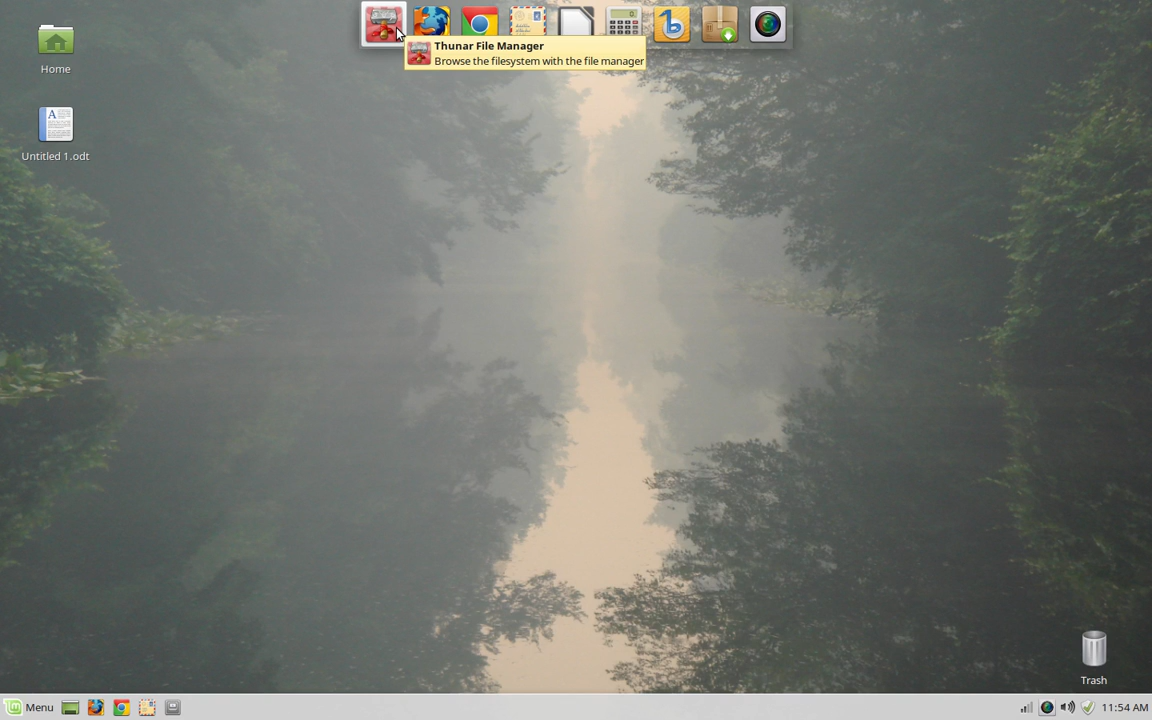 Thunar File Manager
Browse the filesystem with the file manager
Home
A
Untitled 1.odt
Trash
Menu
11:54 AM